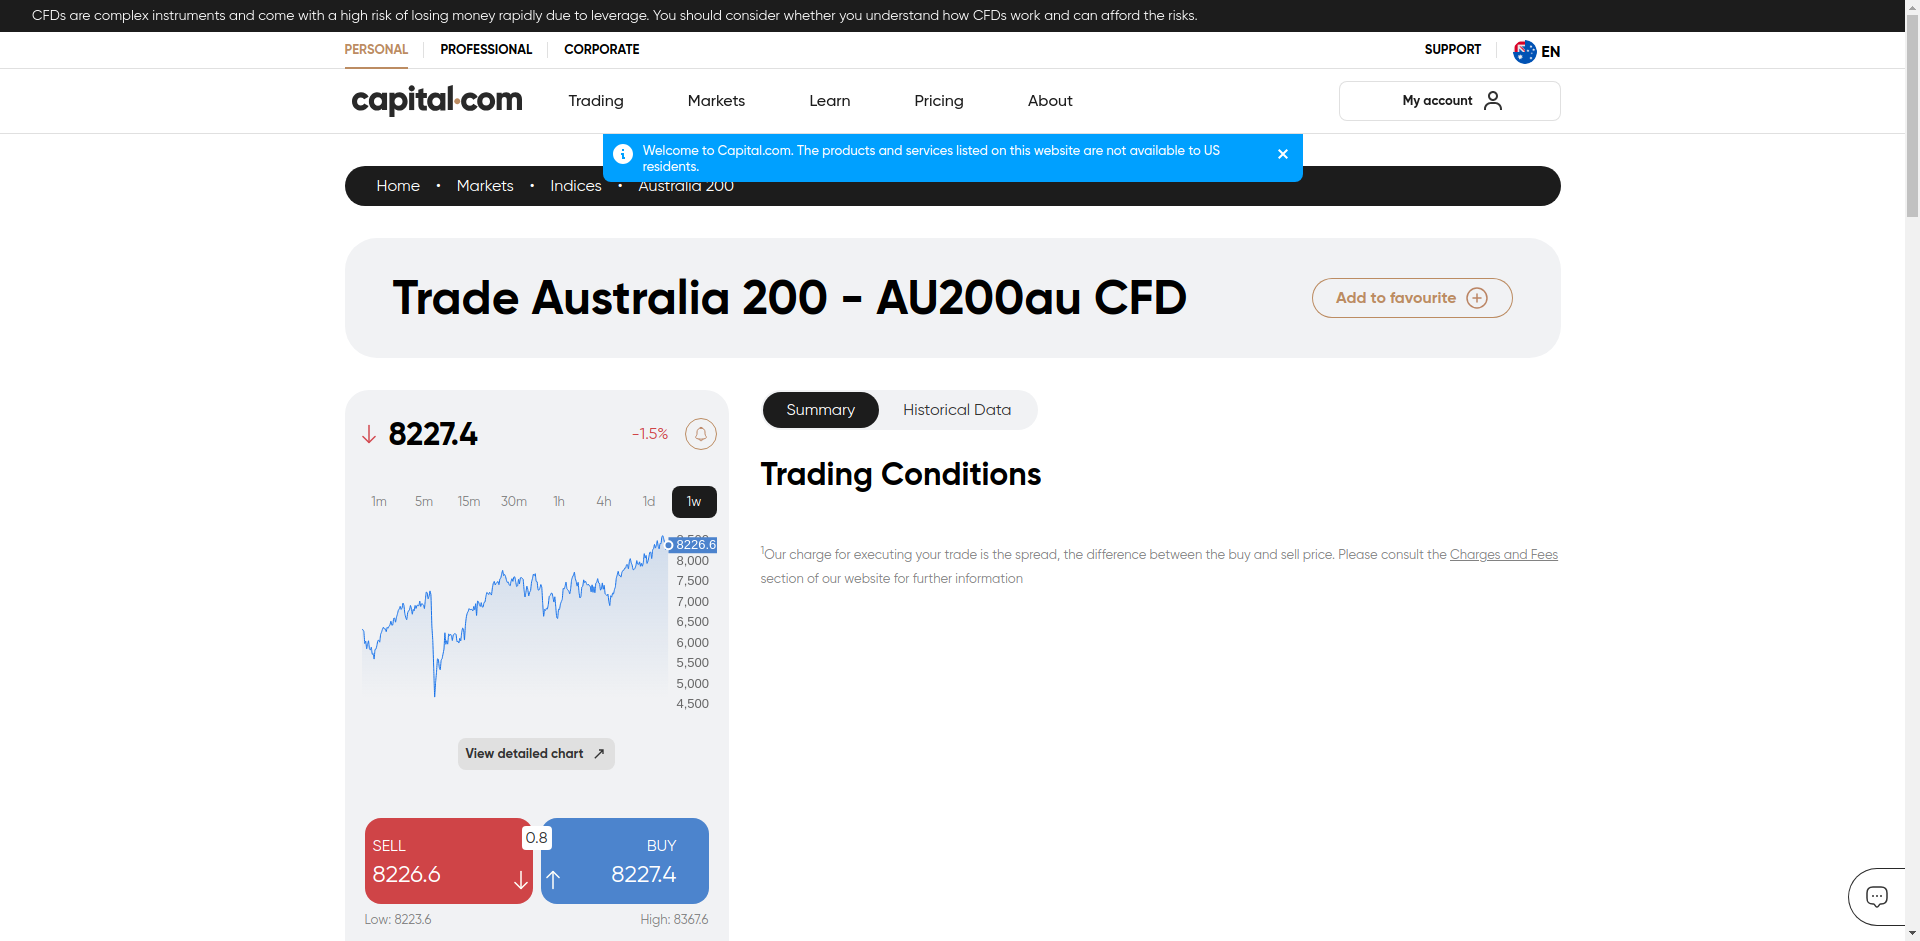 CFDs are complex instruments and come with a high risk of losing money rapidly due to leverage. You should consider whether you understand how CFDs work and can afford the risks.
PERSONAL
PROFESSIONAL
CORPORATE
SUPPORT
EN
capital.com
Trading
Markets
Learn
Pricing
About
My account
Welcome to Capital.com. The products and services listed on this website are not available to US
residents.
Home • Markets • Indices • Australia 200
Trade Australia 200 - AU200au CFD
Add to favourite
8227.4
-1.5%
1m
5m
15m
30m
1h
4h
1d
1w
8226.6
8,000
7,500
7,000
6,500
6,000
5,500
5,000
4,500
View detailed chart
SELL
8226.6
0.8
BUY
8227.4
Low: 8223.6
High: 8367.6
Summary
Historical Data
Trading Conditions
1Our charge for executing your trade is the spread, the difference between the buy and sell price. Please consult the Charges and Fees
section of our website for further information